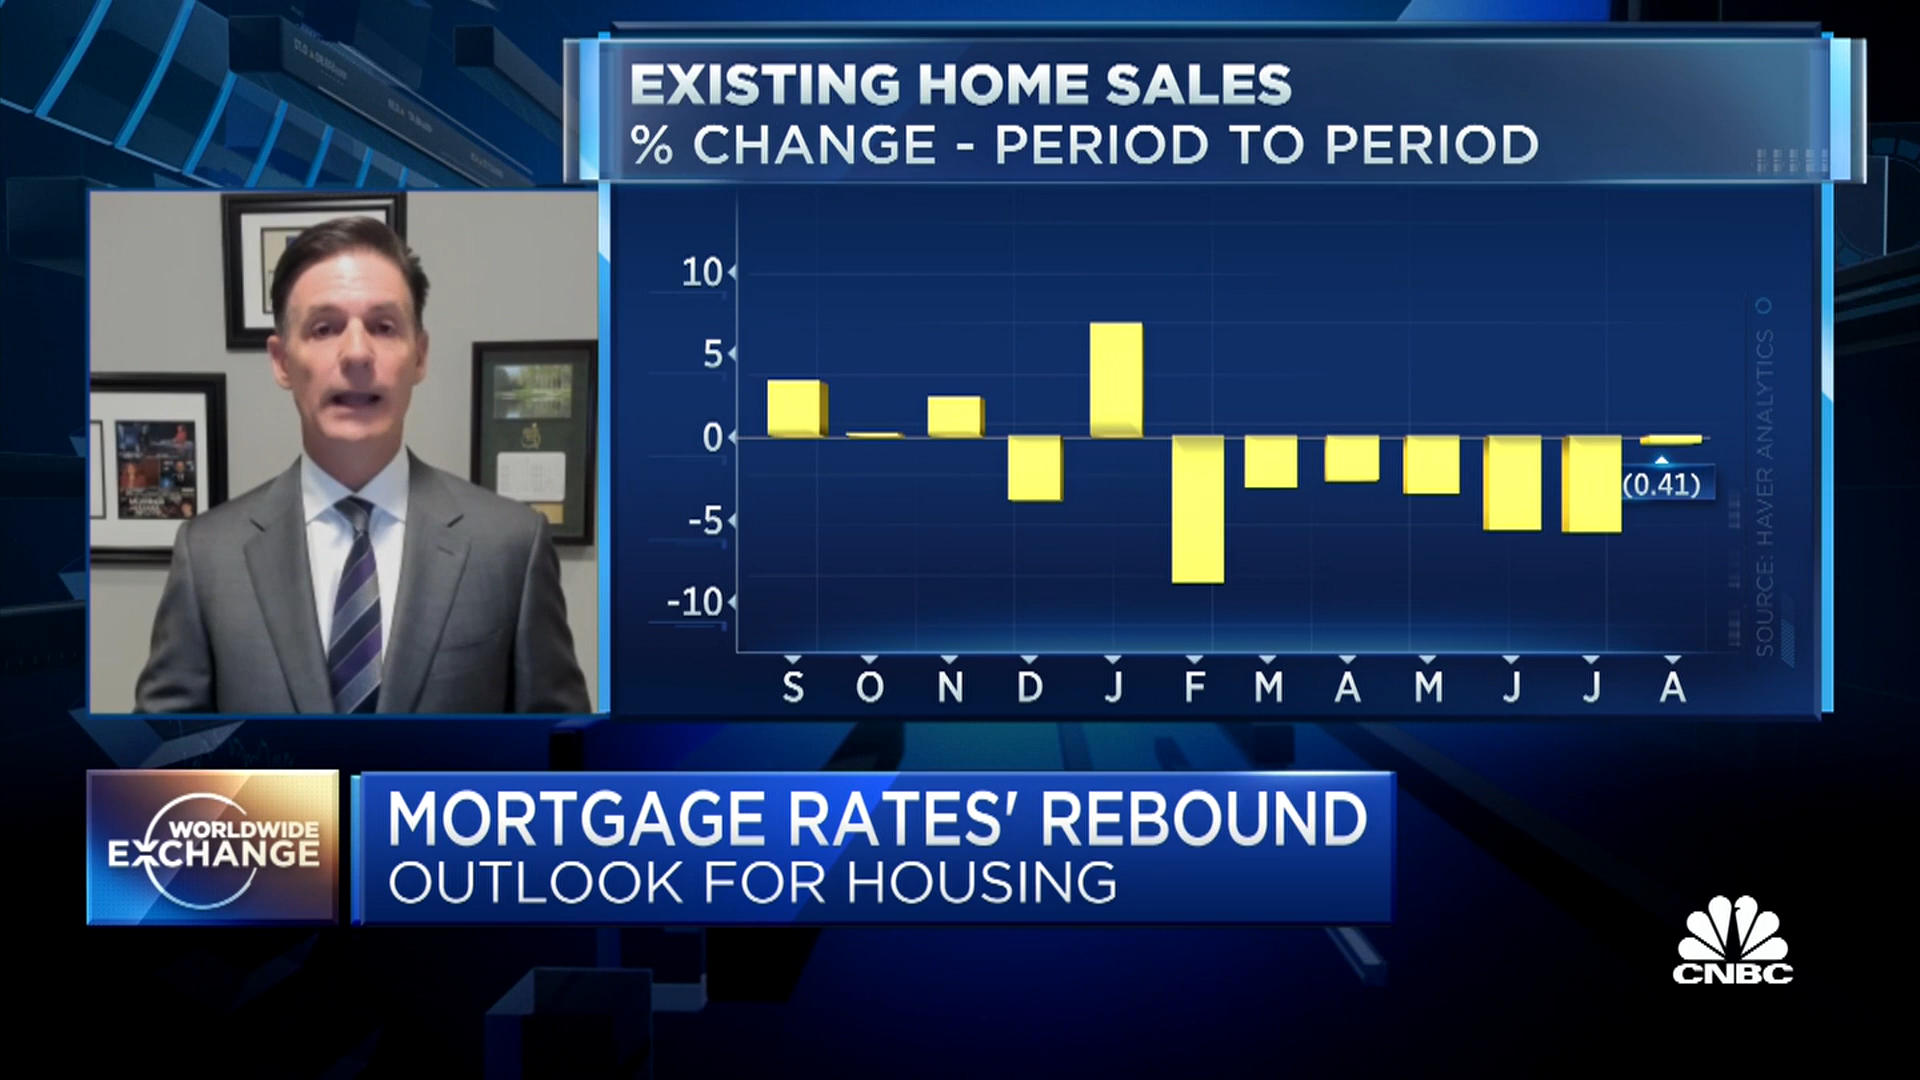 EXISTING HOME SALES
% CHANGE - PERIOD TO PERIOD
10
5
0
-5
-10
(0.41)
S O N D J F M A M J J A
SOURCE: HAVER ANALYTICS
WORLDWIDE
EXCHANGE
MORTGAGE RATES' REBOUND
OUTLOOK FOR HOUSING
CNBC